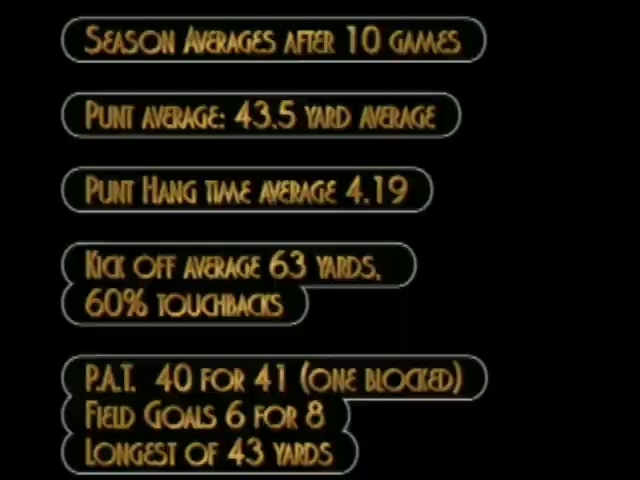 Season Averages after 10 games
Punt average: 43.5 yard average
Punt Hang time average 4.19
Kick off average 63 yards,
60% touchbacks
P.A.T. 40 for 41 (one blocked)
Field Goals 6 for 8
Longest of 43 yards